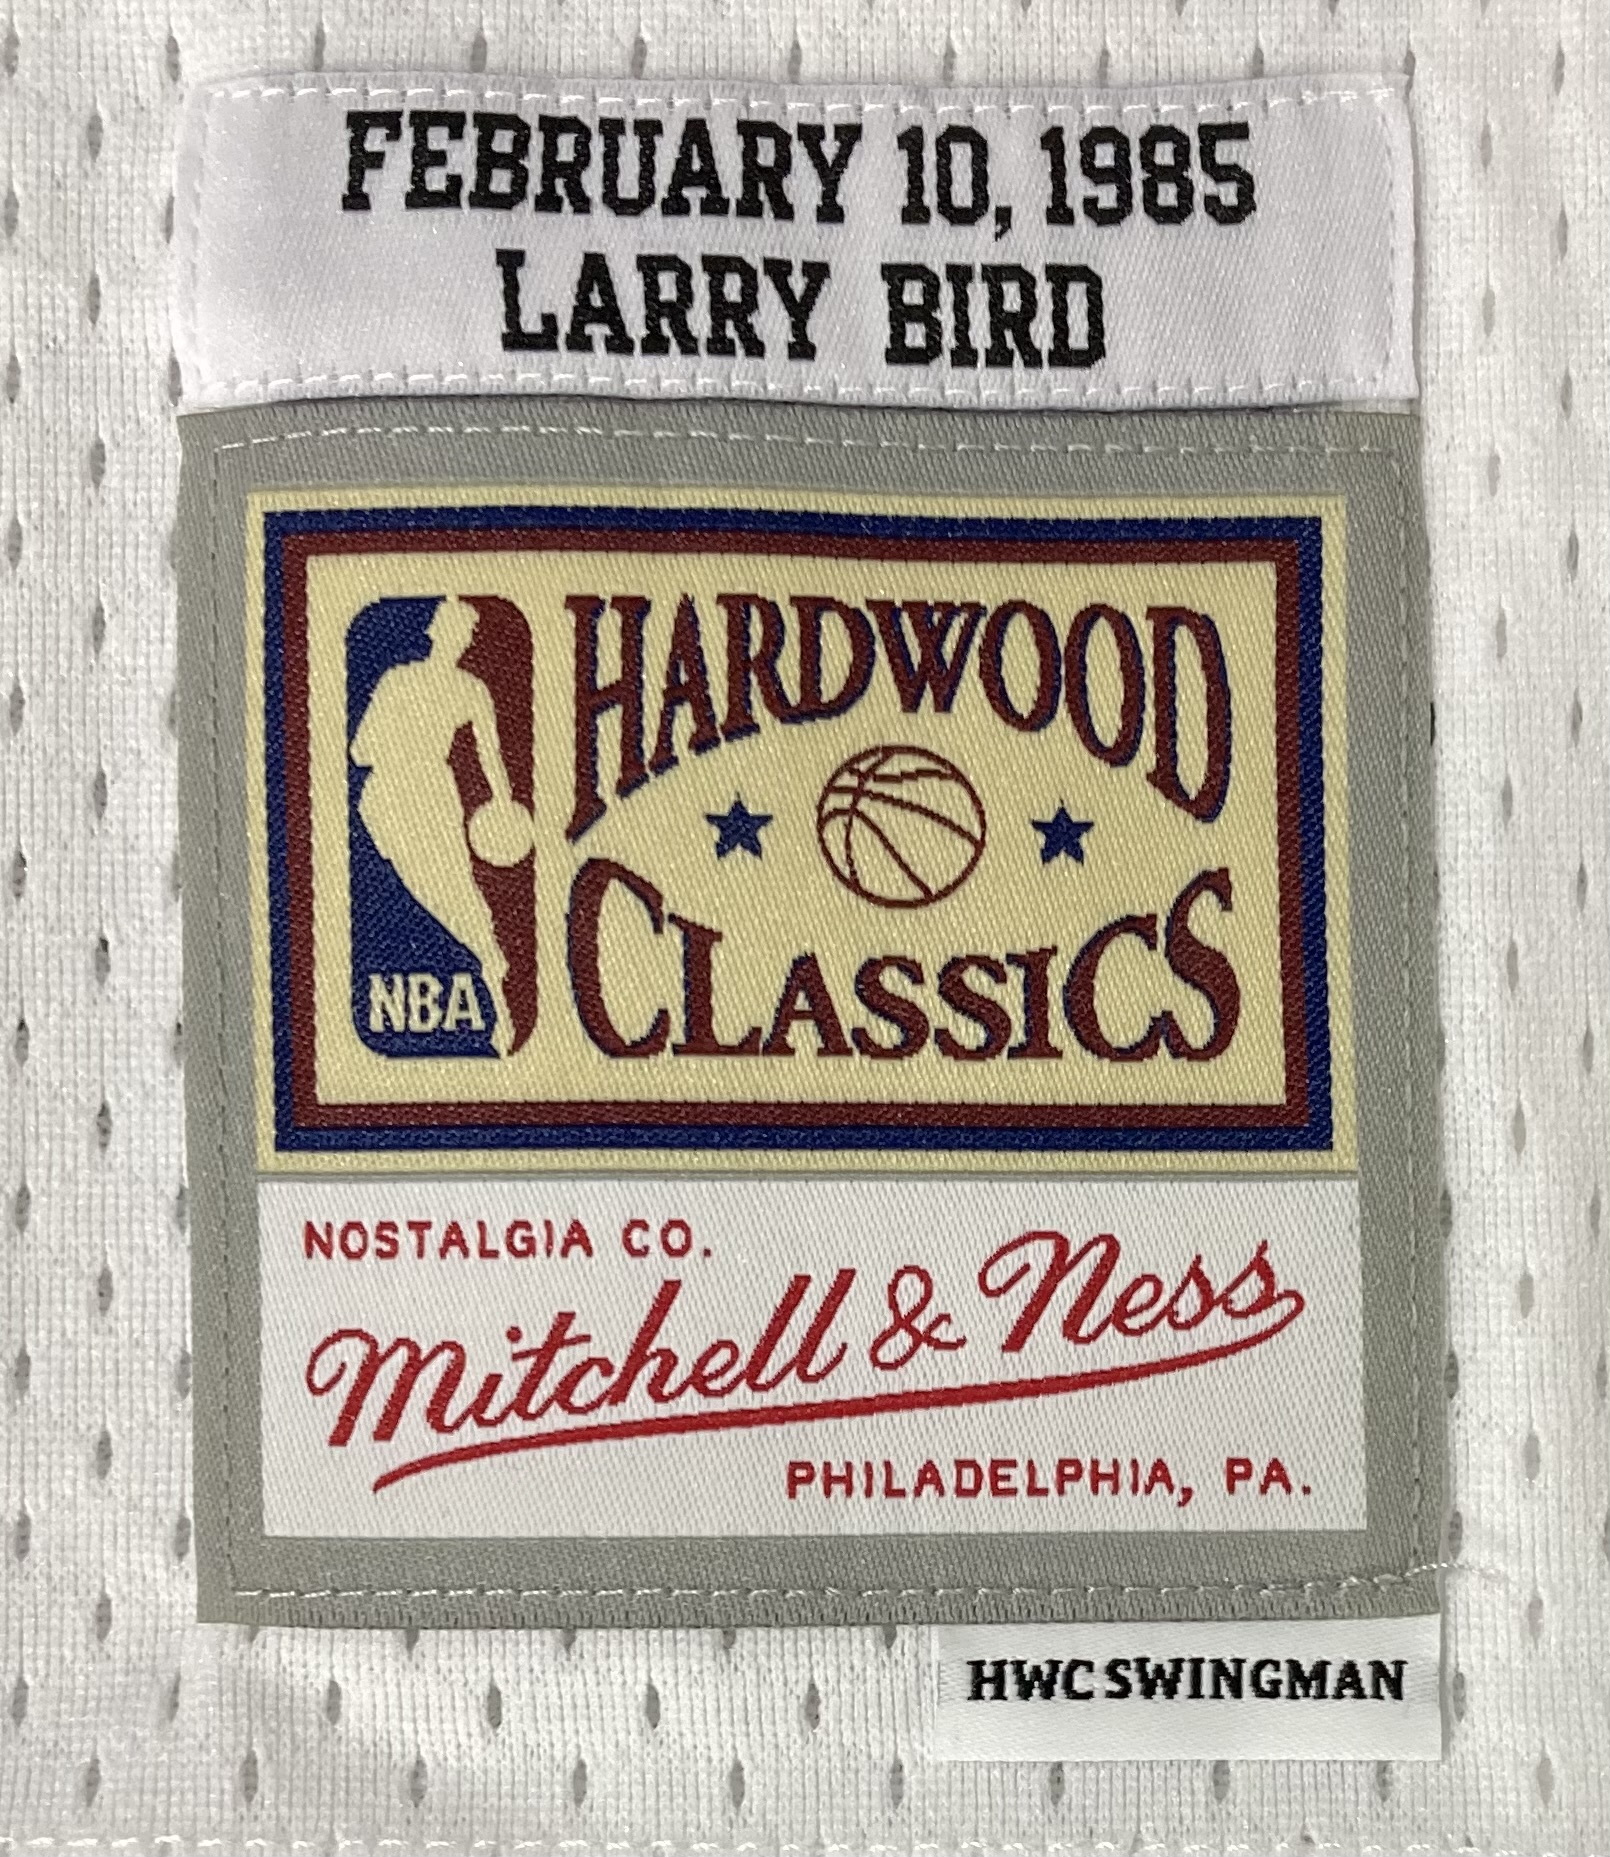 FEBRUARY 10, 1985
LARRY BIRD
HARDWOOD
CLASSICS
NBA
NOSTALGIA CO.
Mitchell & Ness
PHILADELPHIA, PA.
HWC SWINGMAN